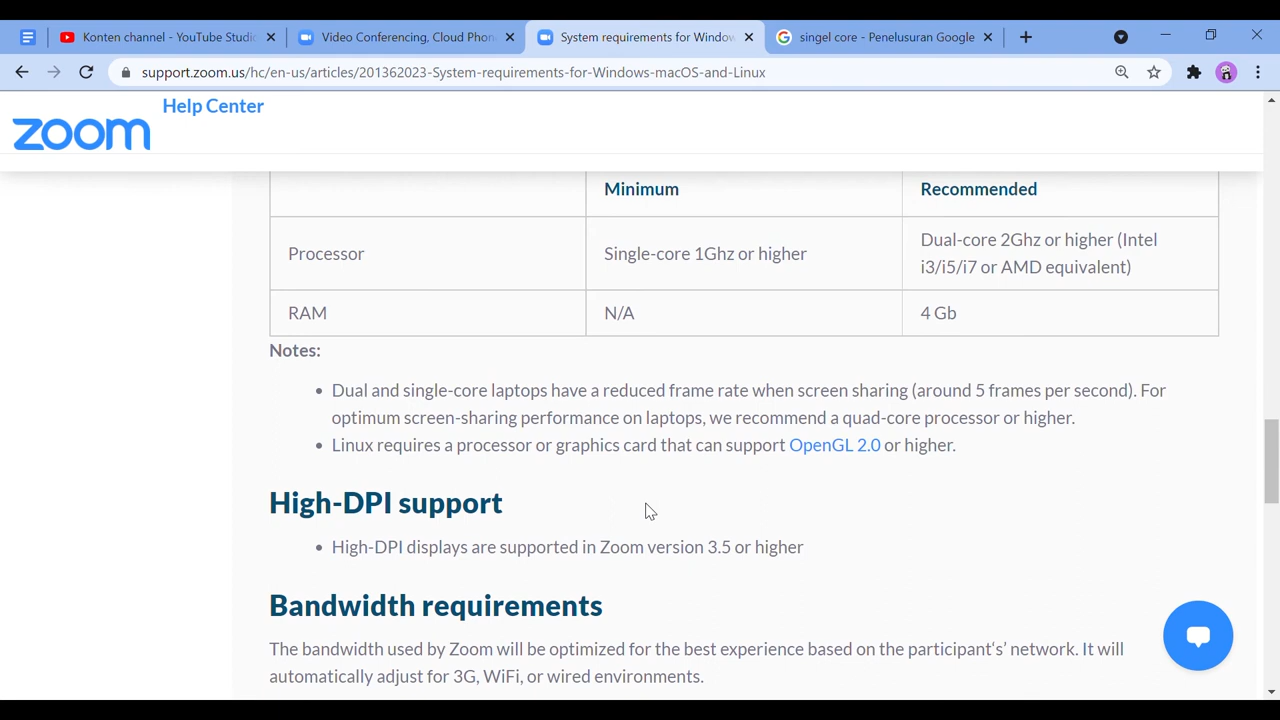 Konten channel - YouTube Studi
Video Conferencing, Cloud Phon
System requirements for Window
singel core - Penelusuran Google
support.zoom.us/hc/en-us/articles/201362023-System-requirements-for-Windows-macOS-and-Linux
Help Center
zoom
Minimum
Recommended
Processor
Single-core 1Ghz or higher
Dual-core 2Ghz or higher (Intel
i3/i5/i7 or AMD equivalent)
RAM
N/A
4 Gb
Notes:
• Dual and single-core laptops have a reduced frame rate when screen sharing (around 5 frames per second). For
optimum screen-sharing performance on laptops, we recommend a quad-core processor or higher.
• Linux requires a processor or graphics card that can support OpenGL 2.0 or higher.
High-DPI support
• High-DPI displays are supported in Zoom version 3.5 or higher
Bandwidth requirements
The bandwidth used by Zoom will be optimized for the best experience based on the participant's' network. It will
automatically adjust for 3G, WiFi, or wired environments.